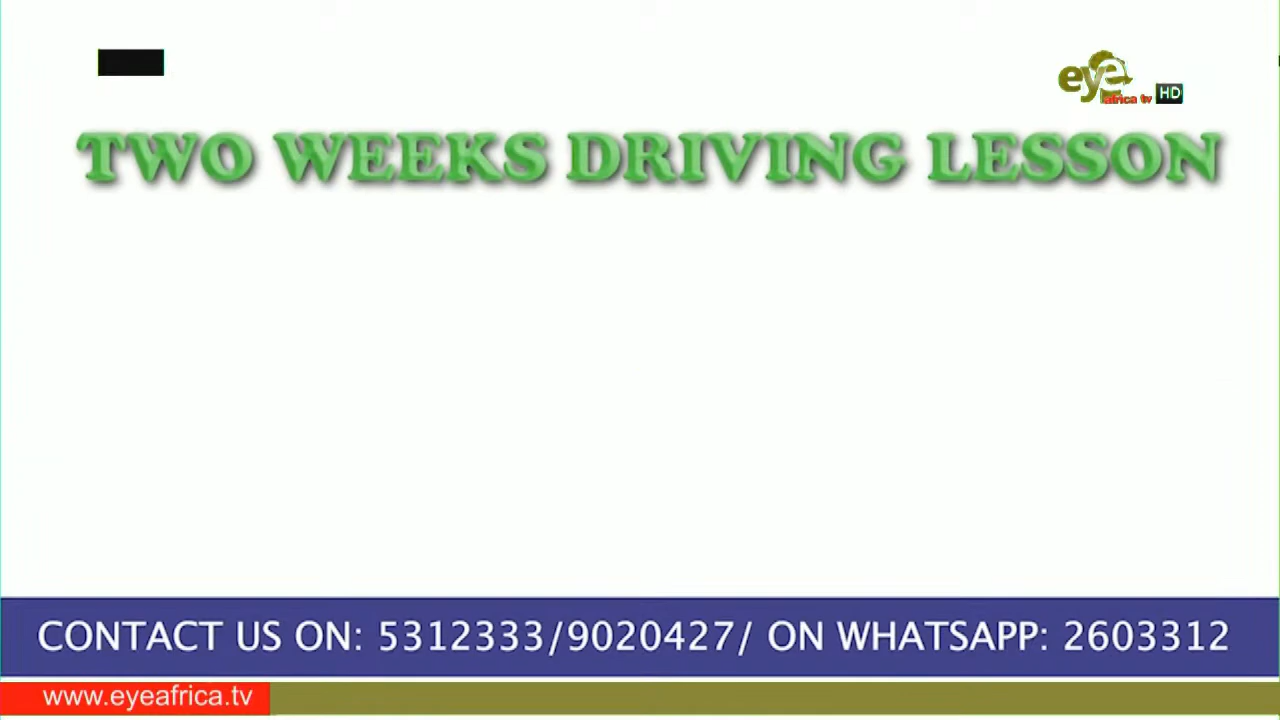 eye
africa tv HD
TWO WEEKS DRIVING LESSON
CONTACT US ON: 5312333/9020427/ ON WHATSAPP: 2603312
www.eyeafrica.tv